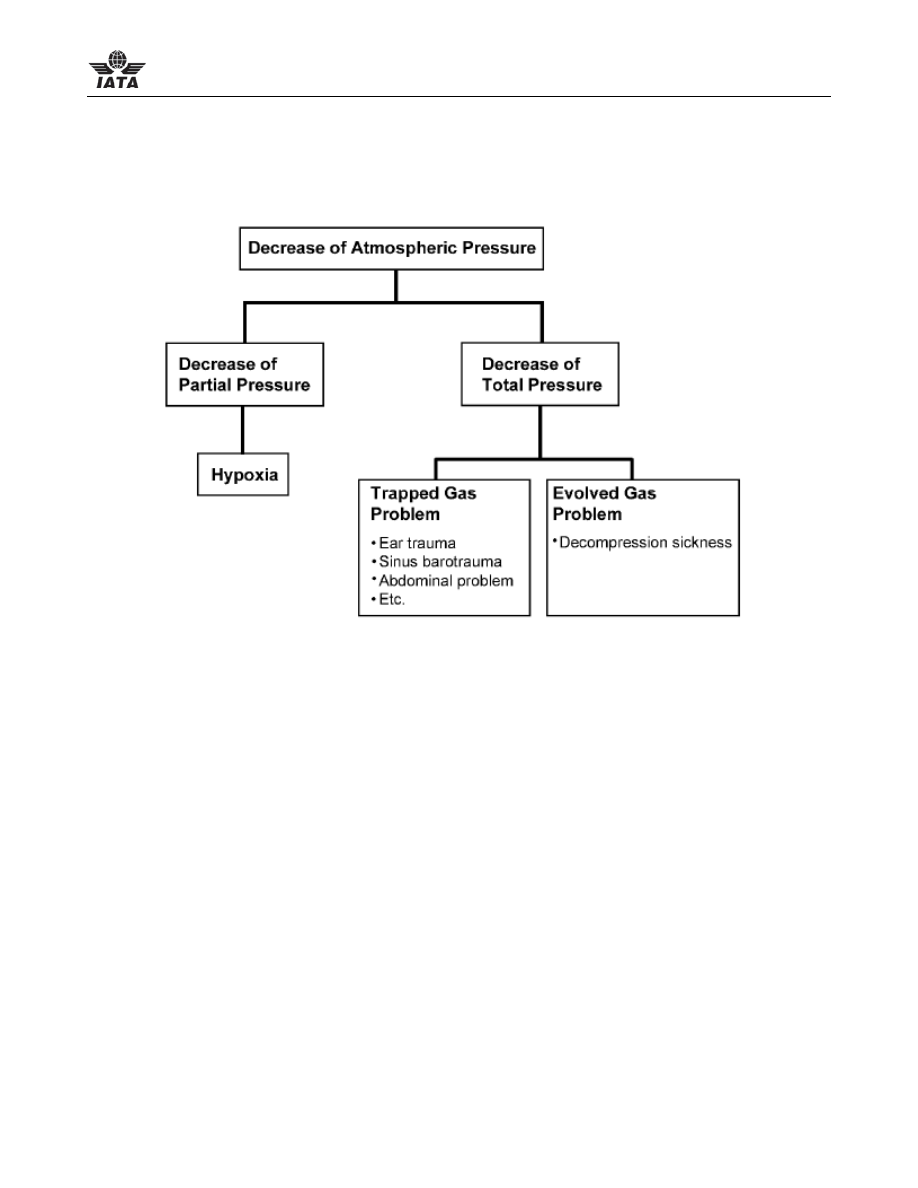 IATA
Decrease of Atmospheric Pressure
Decrease of
Partial Pressure
Decrease of
Total Pressure
Hypoxia
Trapped Gas
Problem
• Ear trauma
• Sinus barotrauma
• Abdominal problem
• Etc.
Evolved Gas
Problem
• Decompression sickness